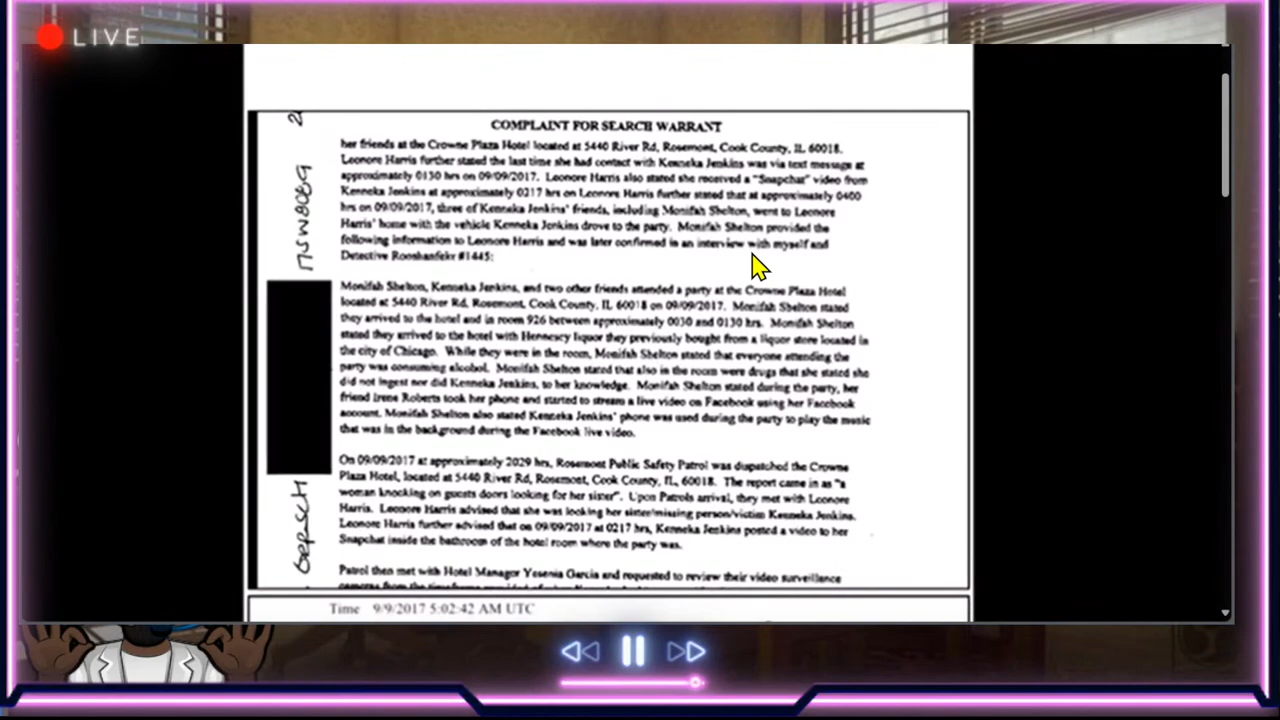 LIVE
COMPLAINT FOR SEARCH WARRANT
her friends at the Crowne Plaza Hotel located at 5440 River Rd, Rosemont, Cook County, IL 60018.
Leonore Harris further stated the last time she had contact with Kenneka Jenkins was via text message at
approximately 0130 hrs on 09/09/2017. Leonore Harris also stated she received a "Snapchat" video from
Kenneka Jenkins at approximately 0217 hrs on Leonore Harris further stated that at approximately 0400
hrs on 09/09/2017, three of Kenneka Jenkins' friends, including Monifah Shelton, went to Leonore
Harris' home with the vehicle Kenneka Jenkins drove to the party. Monifah Shelton provided the
following information to Leonore Harris and was later confirmed in an interview with myself and
Detective Rooshanfekr #1445:
Monifah Shelton, Kenneka Jenkins, and two other friends attended a party at the Crowne Plaza Hotel
located at 5440 River Rd, Rosemont, Cook County, IL 60018 on 09/09/2017. Monifah Shelton stated
they arrived to the hotel and in room 926 between approximately 0030 and 0130 hrs. Monifah Shelton
stated they arrived to the hotel with Hennescy liquor they previously bought from a liquor store located in
the city of Chicago. While they were in the room, Monifah Shelton stated that everyone attending the
party was consuming alcohol. Monifah Shelton stated that also in the room were drugs that she stated she
did not ingest nor did Kenneka Jenkins, to her knowledge. Monifah Shelton stated during the party, her
friend Irene Roberts took her phone and started to stream a live video on Facebook using her Facebook
account. Monifah Shelton also stated Kenneka Jenkins' phone was used during the party to play the music
that was in the background during the Facebook live video.
On 09/09/2017 at approximately 2029 hrs, Rosemont Public Safety Patrol was dispatched the Crowne
Plaza Hotel, located at 5440 River Rd, Rosemont, Cook County, IL, 60018. The report came in as "a
woman knocking on guests doors looking for her sister". Upon Patrols arrival, they met with Leonore
Harris. Leonore Harris advised that she was looking her sister/missing person/victim Kenneka Jenkins.
Leonore Harris further advised that on 09/09/2017 at 0217 hrs, Kenneka Jenkins posted a video to her
Snapchat inside the bathroom of the hotel room where the party was.
Patrol then met with Hotel Manager Yesenia Garcia and requested to review their video surveillance
cameras from the timeframe
Time 9/9/2017 5:02:42 AM UTC